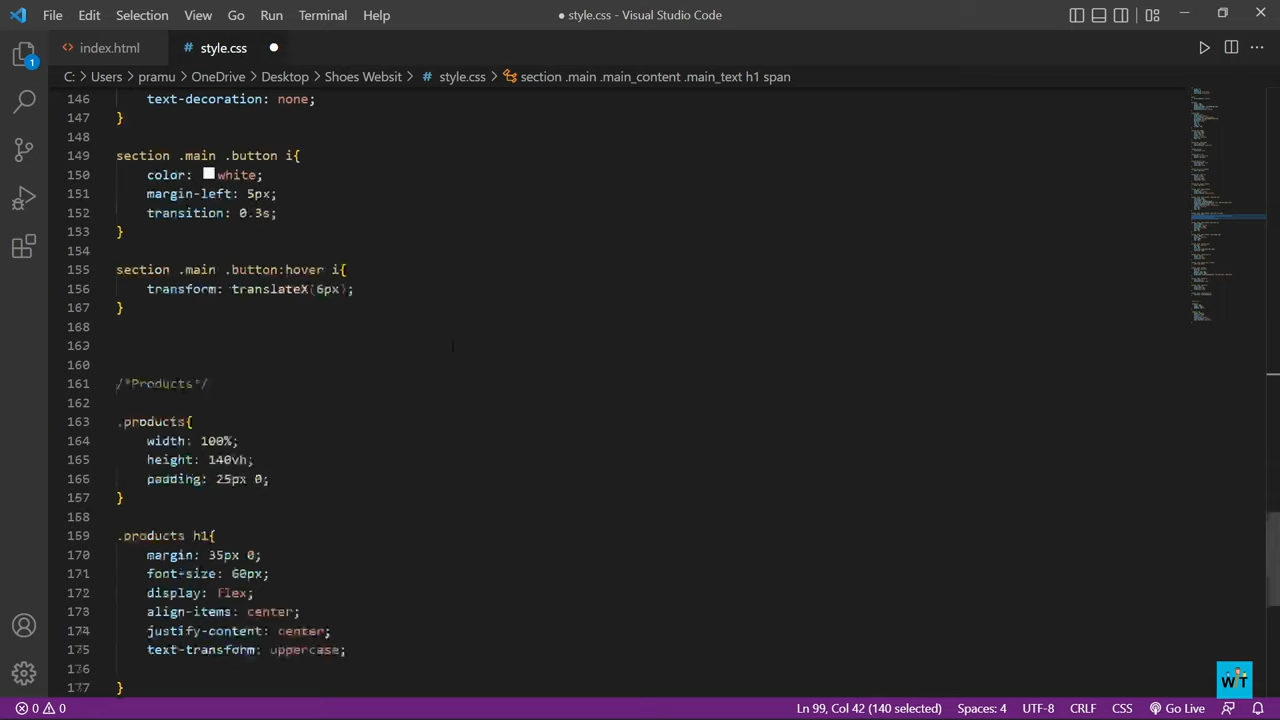 File Edit Selection View Go Run Terminal Help
● style.css - Visual Studio Code
index.html
# style.css
C: > Users > pramu > OneDrive > Desktop > Shoes Websit > # style.css > section .main .main_content .main_text h1 span
146 text-decoration: none;
147 }
148
149 section .main .button i{
150 color: white;
151 margin-left: 5px;
152 transition: 0.3s;
153 }
154
155 section .main .button:hover i{
156 transform: translateX(6px);
167 }
168
162
160
161 /*Products*/
162
163 .products{
164 width: 100%;
165 height: 140vh;
166 padding: 25px 0;
157 }
168
169 .products h1{
170 margin: 35px 0;
171 font-size: 60px;
172 display: flex;
173 align-items: center;
174 justify-content: center;
175 text-transform: uppercase;
176
177 }
1
WT
0 0
Ln 99, Col 42 (140 selected) Spaces: 4 UTF-8 CRLF CSS Go Live